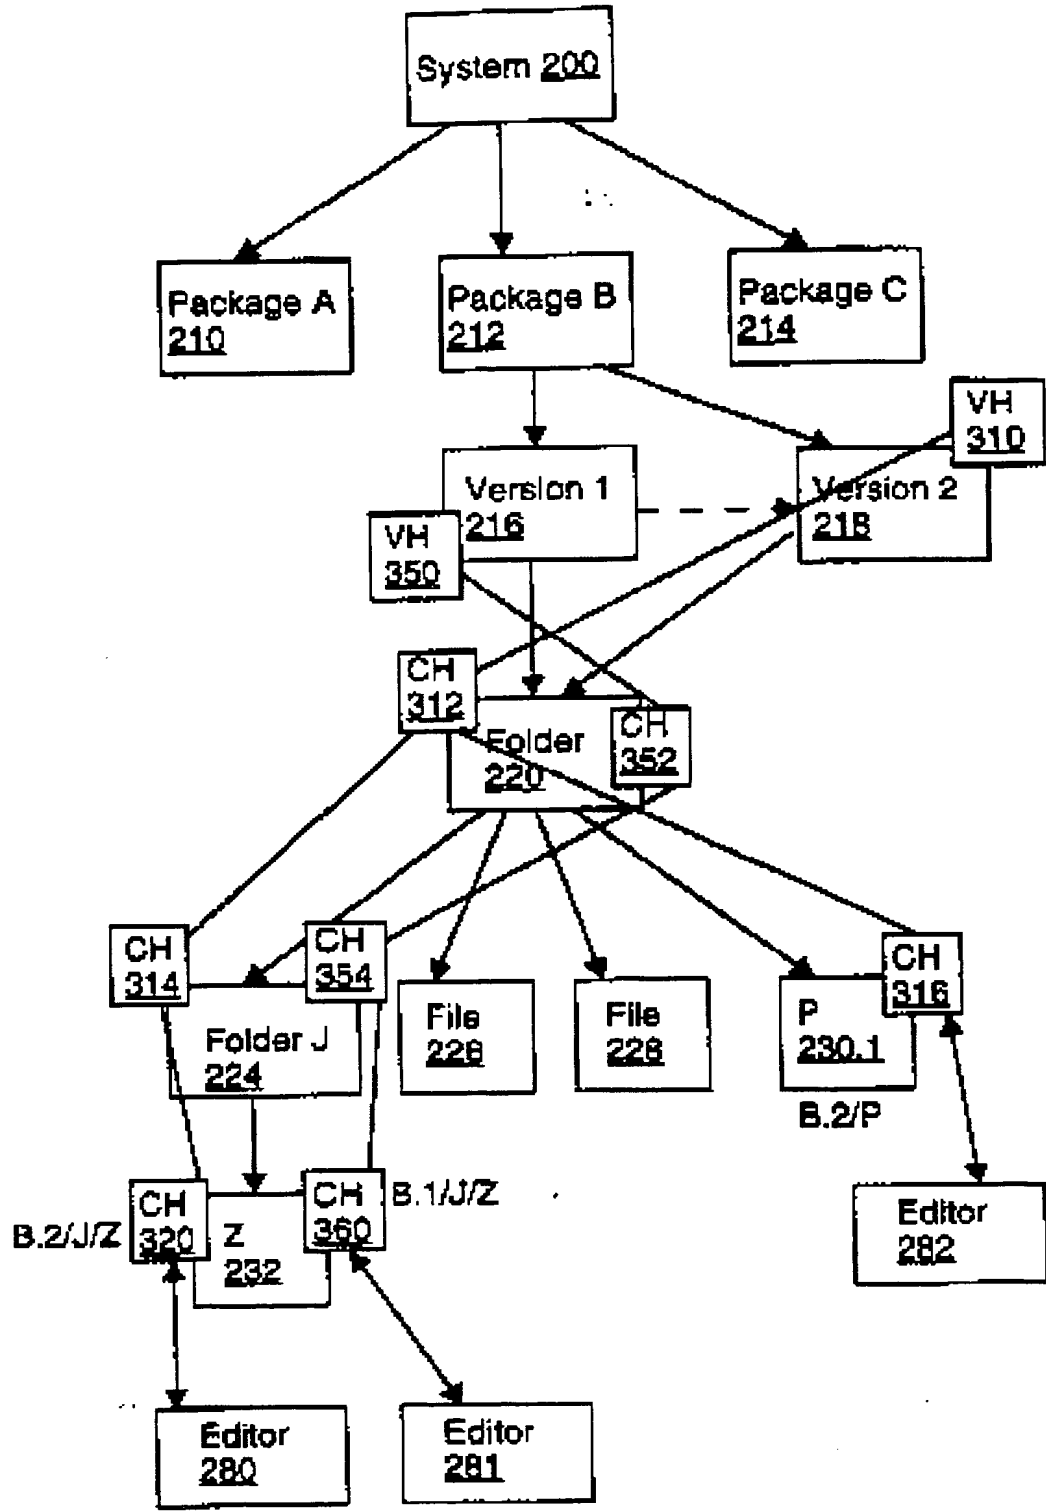 System 200
Package A
210
Package B
212
Package C
214
VH
310
Version 1
216
Version 2
218
VH
350
CH
312
Folder
220
CH
352
CH
314
CH
354
Folder J
224
File
226
File
228
P
230.1
CH
316
B.2/P
CH
320
B.2/J/Z
Z
232
CH
360
B.1/J/Z
Editor
282
Editor
280
Editor
281